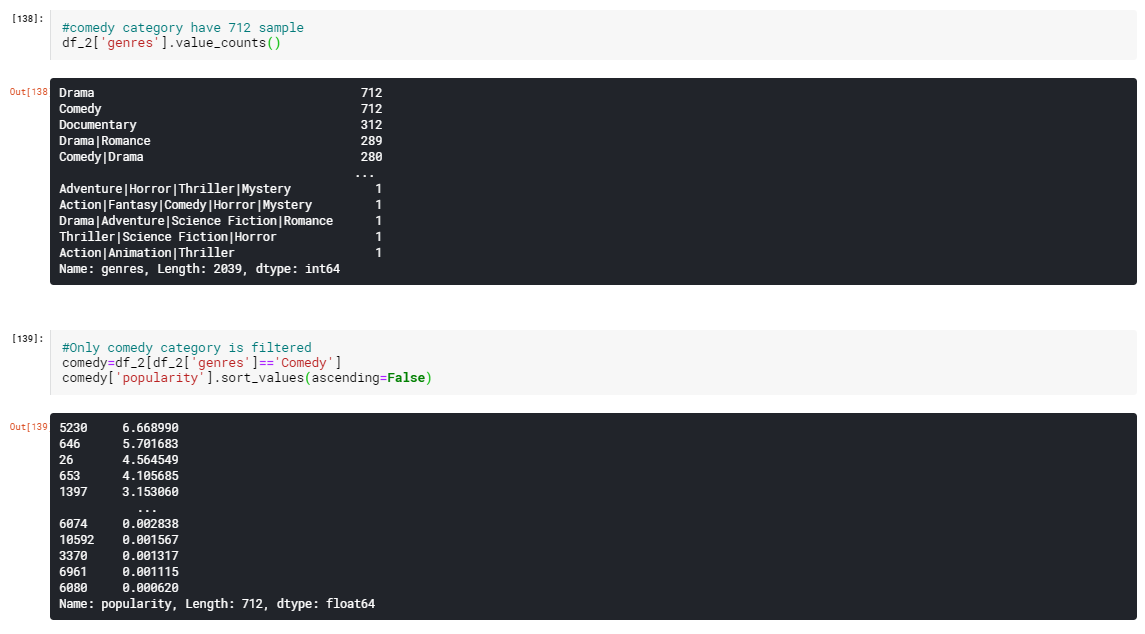 [138]:
#comedy category have 712 sample
df_2['genres'].value_counts()
Out[138
Drama 712
Comedy 712
Documentary 312
Drama|Romance 289
Comedy|Drama 280
...
Adventure|Horror|Thriller|Mystery 1
Action|Fantasy|Comedy|Horror|Mystery 1
Drama|Adventure|Science Fiction|Romance 1
Thriller|Science Fiction|Horror 1
Action|Animation|Thriller 1
Name: genres, Length: 2039, dtype: int64
[139]:
#Only comedy category is filtered
comedy=df_2[df_2['genres']=='Comedy']
comedy['popularity'].sort_values(ascending=False)
Out[139
5230 6.668990
646 5.701683
26 4.564549
653 4.105685
1397 3.153060
...
6074 0.002838
10592 0.001567
3370 0.001317
6961 0.001115
6080 0.000620
Name: popularity, Length: 712, dtype: float64